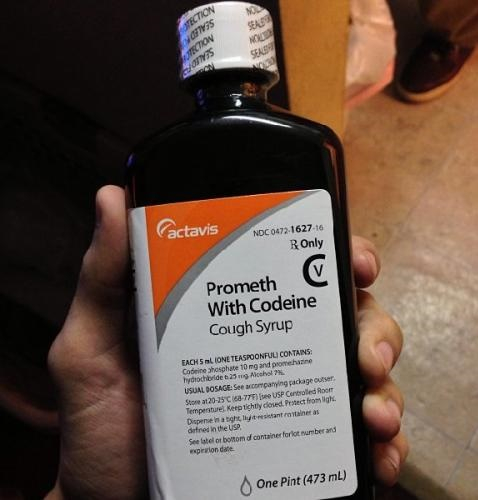 PROTECTION
SEALED FOR
actavis
NDC 0472-1627-16
Rx Only
CV
Prometh
With Codeine
Cough Syrup
EACH 5 mL (ONE TEASPOONFUL) CONTAINS:
Codeine phosphate 10 mg and promethazine
hydrochloride 6.25 mg. Alcohol 7%.
USUAL DOSAGE: See accompanying package outsert.
Store at 20-25°C (68-77°F) [see USP Controlled Room
Temperature]. Keep tightly closed. Protect from light.
Dispense in a tight, light-resistant container as
defined in the USP.
See label or bottom of container for lot number and
expiration date.
One Pint (473 mL)